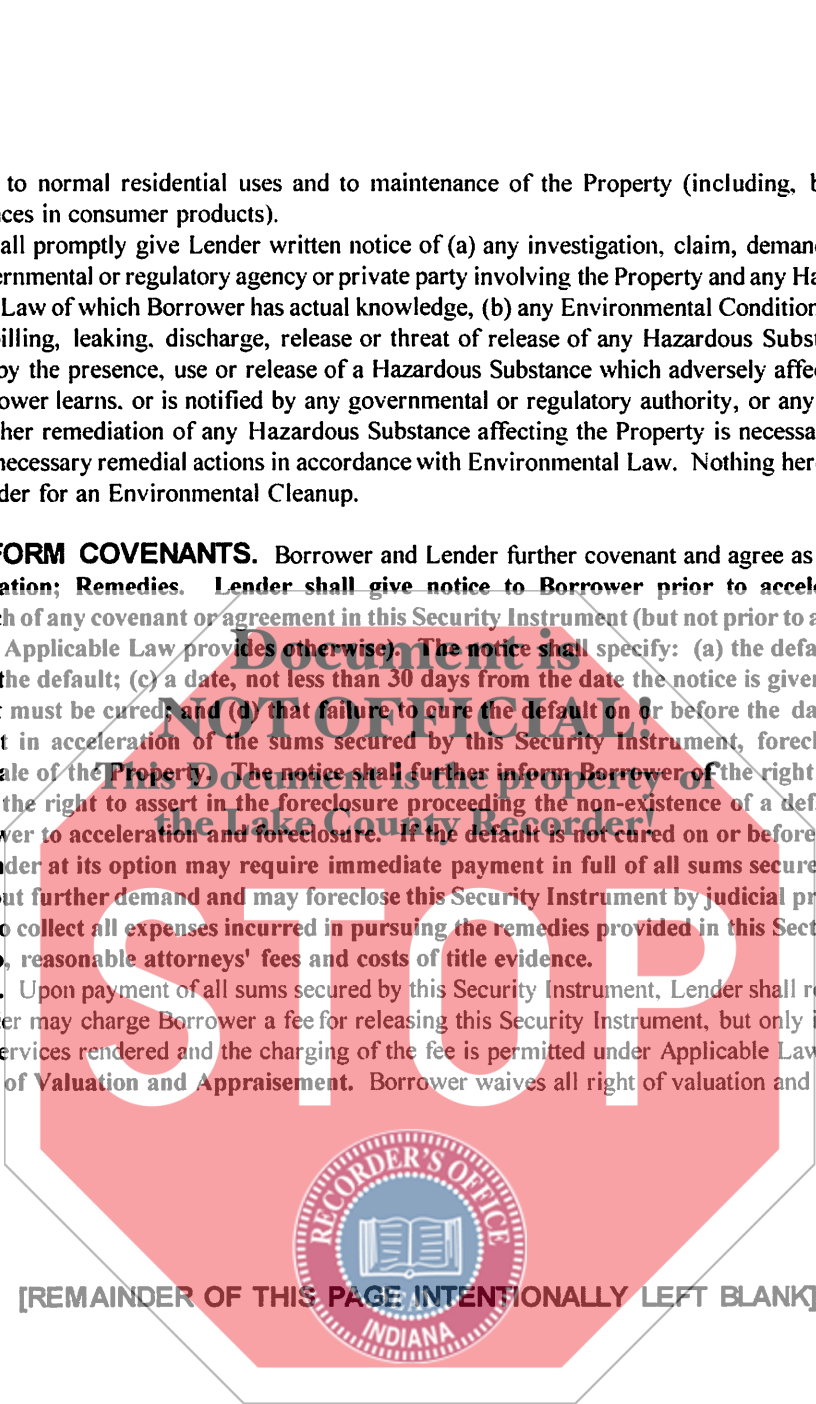 to normal residential uses and to maintenance of the Property (including, b
ces in consumer products).
all promptly give Lender written notice of (a) any investigation, claim, deman
ernmental or regulatory agency or private party involving the Property and any Ha
Law of which Borrower has actual knowledge, (b) any Environmental Condition
illing, leaking. discharge, release or threat of release of any Hazardous Subst
by the presence, use or release of a Hazardous Substance which adversely affe
ower learns. or is notified by any governmental or regulatory authority, or any
her remediation of any Hazardous Substance affecting the Property is necessa
necessary remedial actions in accordance with Environmental Law. Nothing her
der for an Environmental Cleanup.
FORM COVENANTS. Borrower and Lender further covenant and agree as
ation; Remedies. Lender shall give notice to Borrower prior to accel
h of any covenant or agreement in this Security Instrument (but not prior to a
Applicable Law provides otherwise). The notice shall specify: (a) the defa
the default; (c) a date, not less than 30 days from the date the notice is give
must be cured; and (d) that failure to cure the default on or before the da
t in acceleration of the sums secured by this Security Instrument, forecl
ale of the Property. The notice shall further inform Borrower of the right
the right to assert in the foreclosure proceeding the non-existence of a def
wer to acceleration and foreclosure. If the default is not cured on or before
der at its option may require immediate payment in full of all sums secure
out further demand and may foreclose this Security Instrument by judicial pr
o collect all expenses incurred in pursuing the remedies provided in this Sect
, reasonable attorneys' fees and costs of title evidence.
. Upon payment of all sums secured by this Security Instrument, Lender shall r
er may charge Borrower a fee for releasing this Security Instrument, but only i
ervices rendered and the charging of the fee is permitted under Applicable Law
of Valuation and Appraisement. Borrower waives all right of valuation and
Document is
NOT OFFICIAL!
This Document is the property of
the Lake County Recorder!
STOP
RECORDER'S OFFICE
INDIANA
[REMAINDER OF THIS PAGE INTENTIONALLY LEFT BLANK]